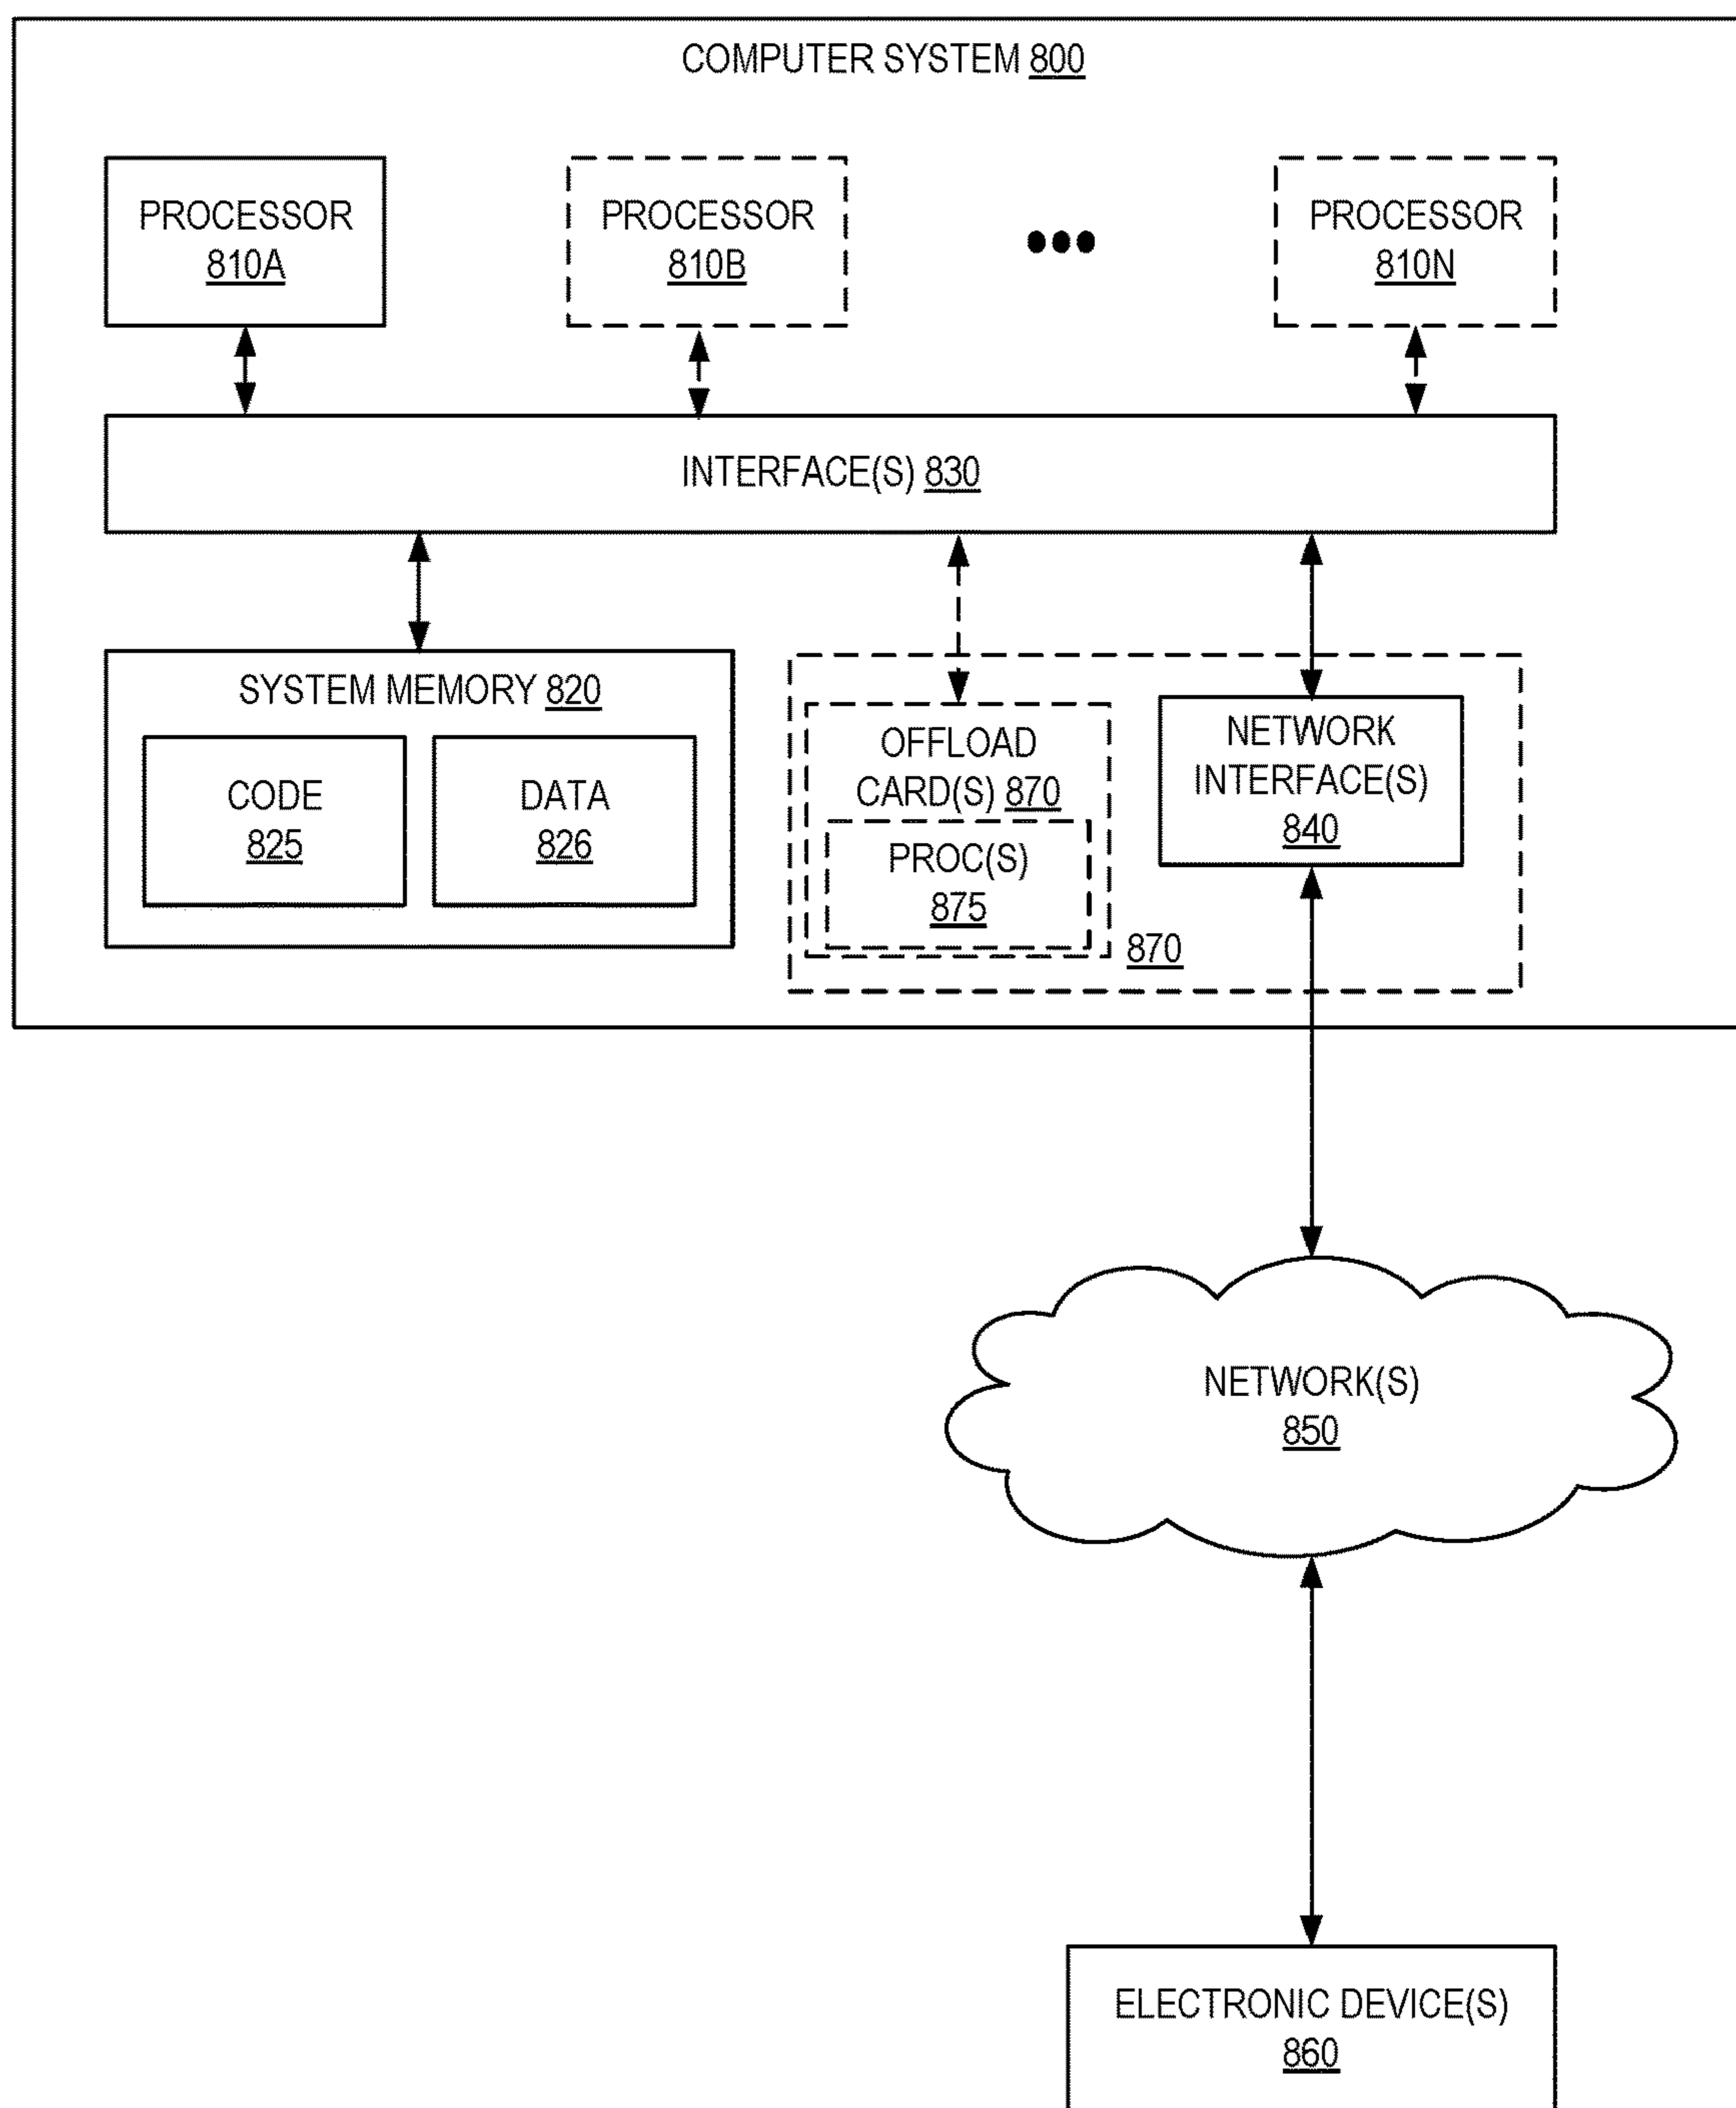 COMPUTER SYSTEM 800
PROCESSOR
810A
PROCESSOR
810B
PROCESSOR
810N
INTERFACE(S) 830
SYSTEM MEMORY 820
CODE
825
DATA
826
OFFLOAD
CARD(S) 870
PROC(S)
875
870
NETWORK
INTERFACE(S)
840
NETWORK(S)
850
ELECTRONIC DEVICE(S)
860